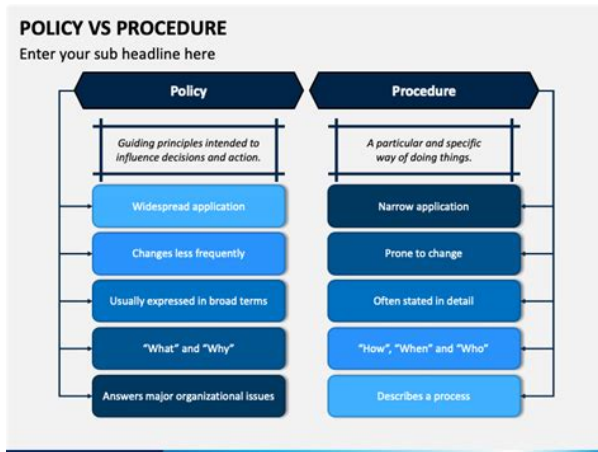 POLICY VS PROCEDURE
Enter your sub headline here
Policy
Guiding principles intended to
influence decisions and action.
Widespread application
Changes less frequently
Usually expressed in broad terms
“What” and “Why”
Answers major organizational issues
Procedure
A particular and specific
way of doing things.
Narrow application
Prone to change
Often stated in detail
“How”, “When” and “Who”
Describes a process